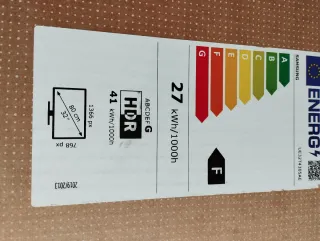 ENERG
SAMSUNG
A
B
C
D
E
F
G
F
27 kWh/1000h
ABCDEFG
HDR
41 kWh/1000h
80 cm
32"
1366 px
768 px
2019/2013